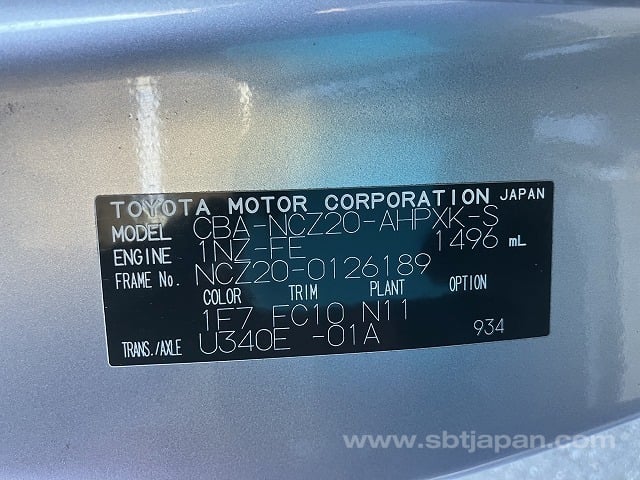 TOYOTA MOTOR CORPORATION JAPAN
MODEL CBA-NCZ20-AHPXK-S
ENGINE 1NZ-FE 1496 mL
FRAME No. NCZ20-0126189
COLOR TRIM PLANT OPTION
1F7 FC10 N11
TRANS./AXLE U340E -01A 934
www.sbtjapan.com